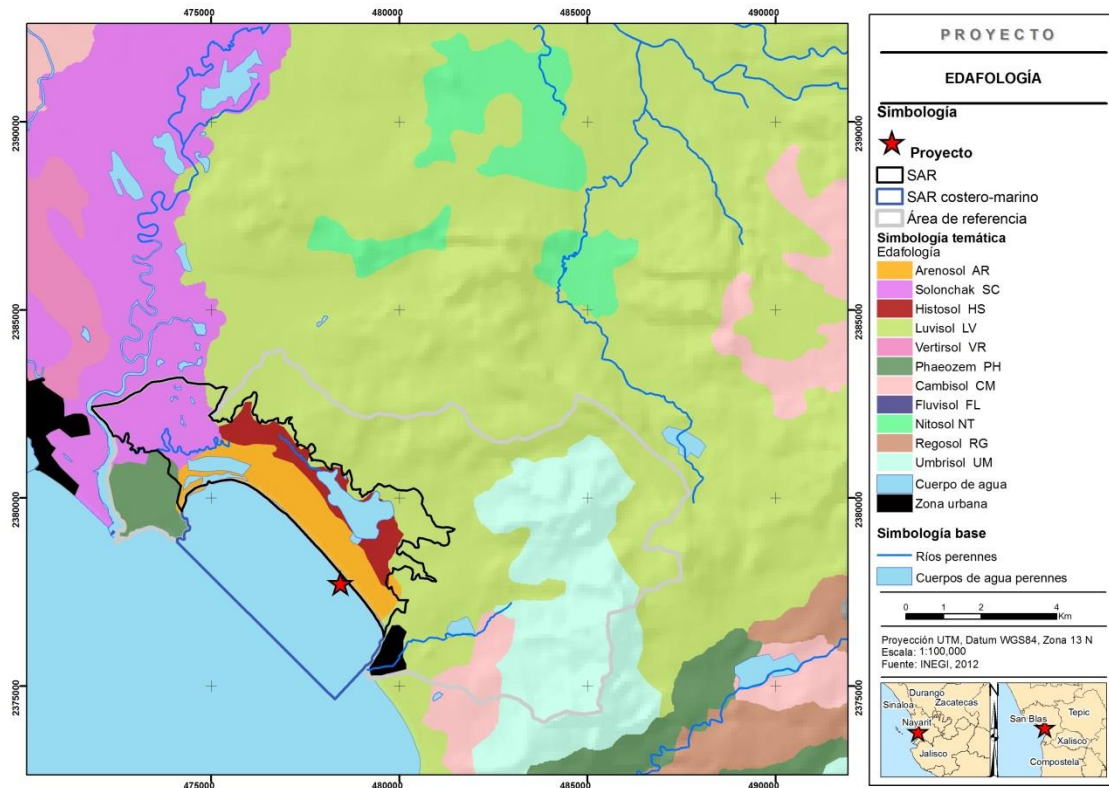 475000
480000
485000
490000
2390000
2385000
2380000
2375000
2390000
2385000
2380000
2375000
475000
480000
485000
490000
PROYECTO
EDAFOLOGÍA
Simbología
Proyecto
SAR
SAR costero-marino
Área de referencia
Simbología temática
Edafología
Arenosol AR
Solonchak SC
Histosol HS
Luvisol LV
Vertirsol VR
Phaeozem PH
Cambisol CM
Fluvisol FL
Nitosol NT
Regosol RG
Umbrisol UM
Cuerpo de agua
Zona urbana
Simbología base
Ríos perennes
Cuerpos de agua perennes
0 1 2 4
Km
Proyección UTM, Datum WGS84, Zona 13 N
Escala: 1:100,000
Fuente: INEGI, 2012
Durango
Sinaloa
Zacatecas
Nayarit
Jalisco
N
San Blas
Tepic
Xalisco
Compostela